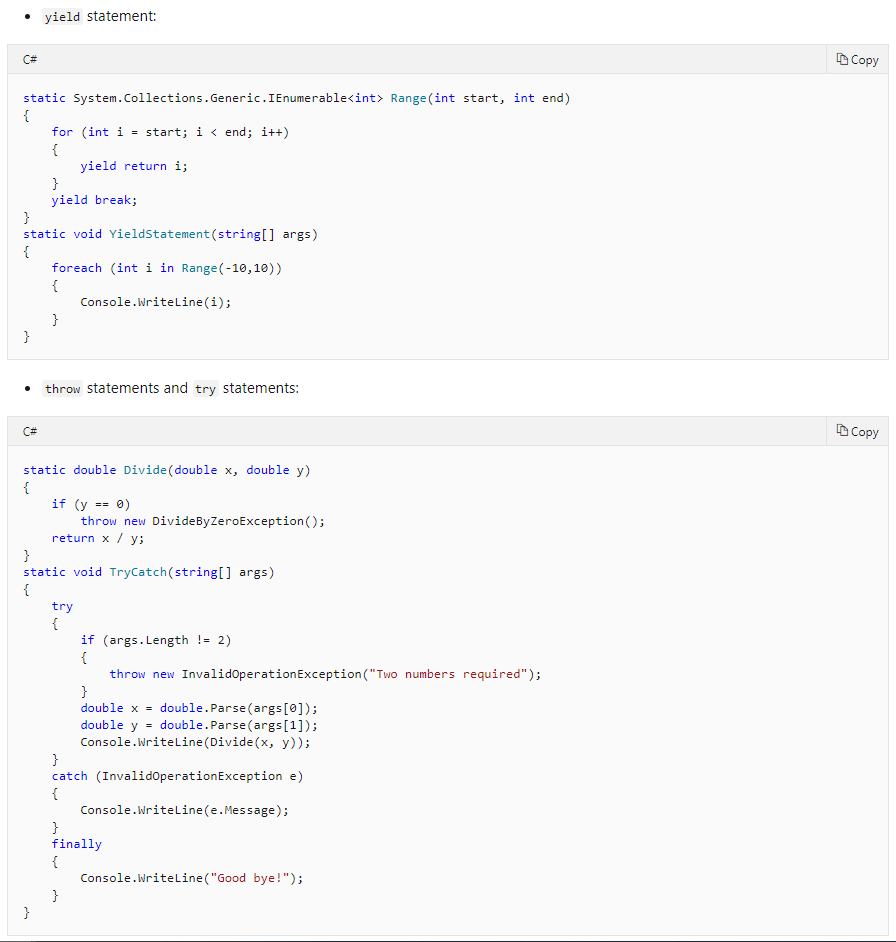 • yield statement:
C#
Copy
static System.Collections.Generic.IEnumerable<int> Range(int start, int end)
{
    for (int i = start; i < end; i++)
    {
        yield return i;
    }
    yield break;
}
static void YieldStatement(string[] args)
{
    foreach (int i in Range(-10,10))
    {
        Console.WriteLine(i);
    }
}
• throw statements and try statements:
C#
Copy
static double Divide(double x, double y)
{
    if (y == 0)
        throw new DivideByZeroException();
    return x / y;
}
static void TryCatch(string[] args)
{
    try
    {
        if (args.Length != 2)
        {
            throw new InvalidOperationException("Two numbers required");
        }
        double x = double.Parse(args[0]);
        double y = double.Parse(args[1]);
        Console.WriteLine(Divide(x, y));
    }
    catch (InvalidOperationException e)
    {
        Console.WriteLine(e.Message);
    }
    finally
    {
        Console.WriteLine("Good bye!");
    }
}